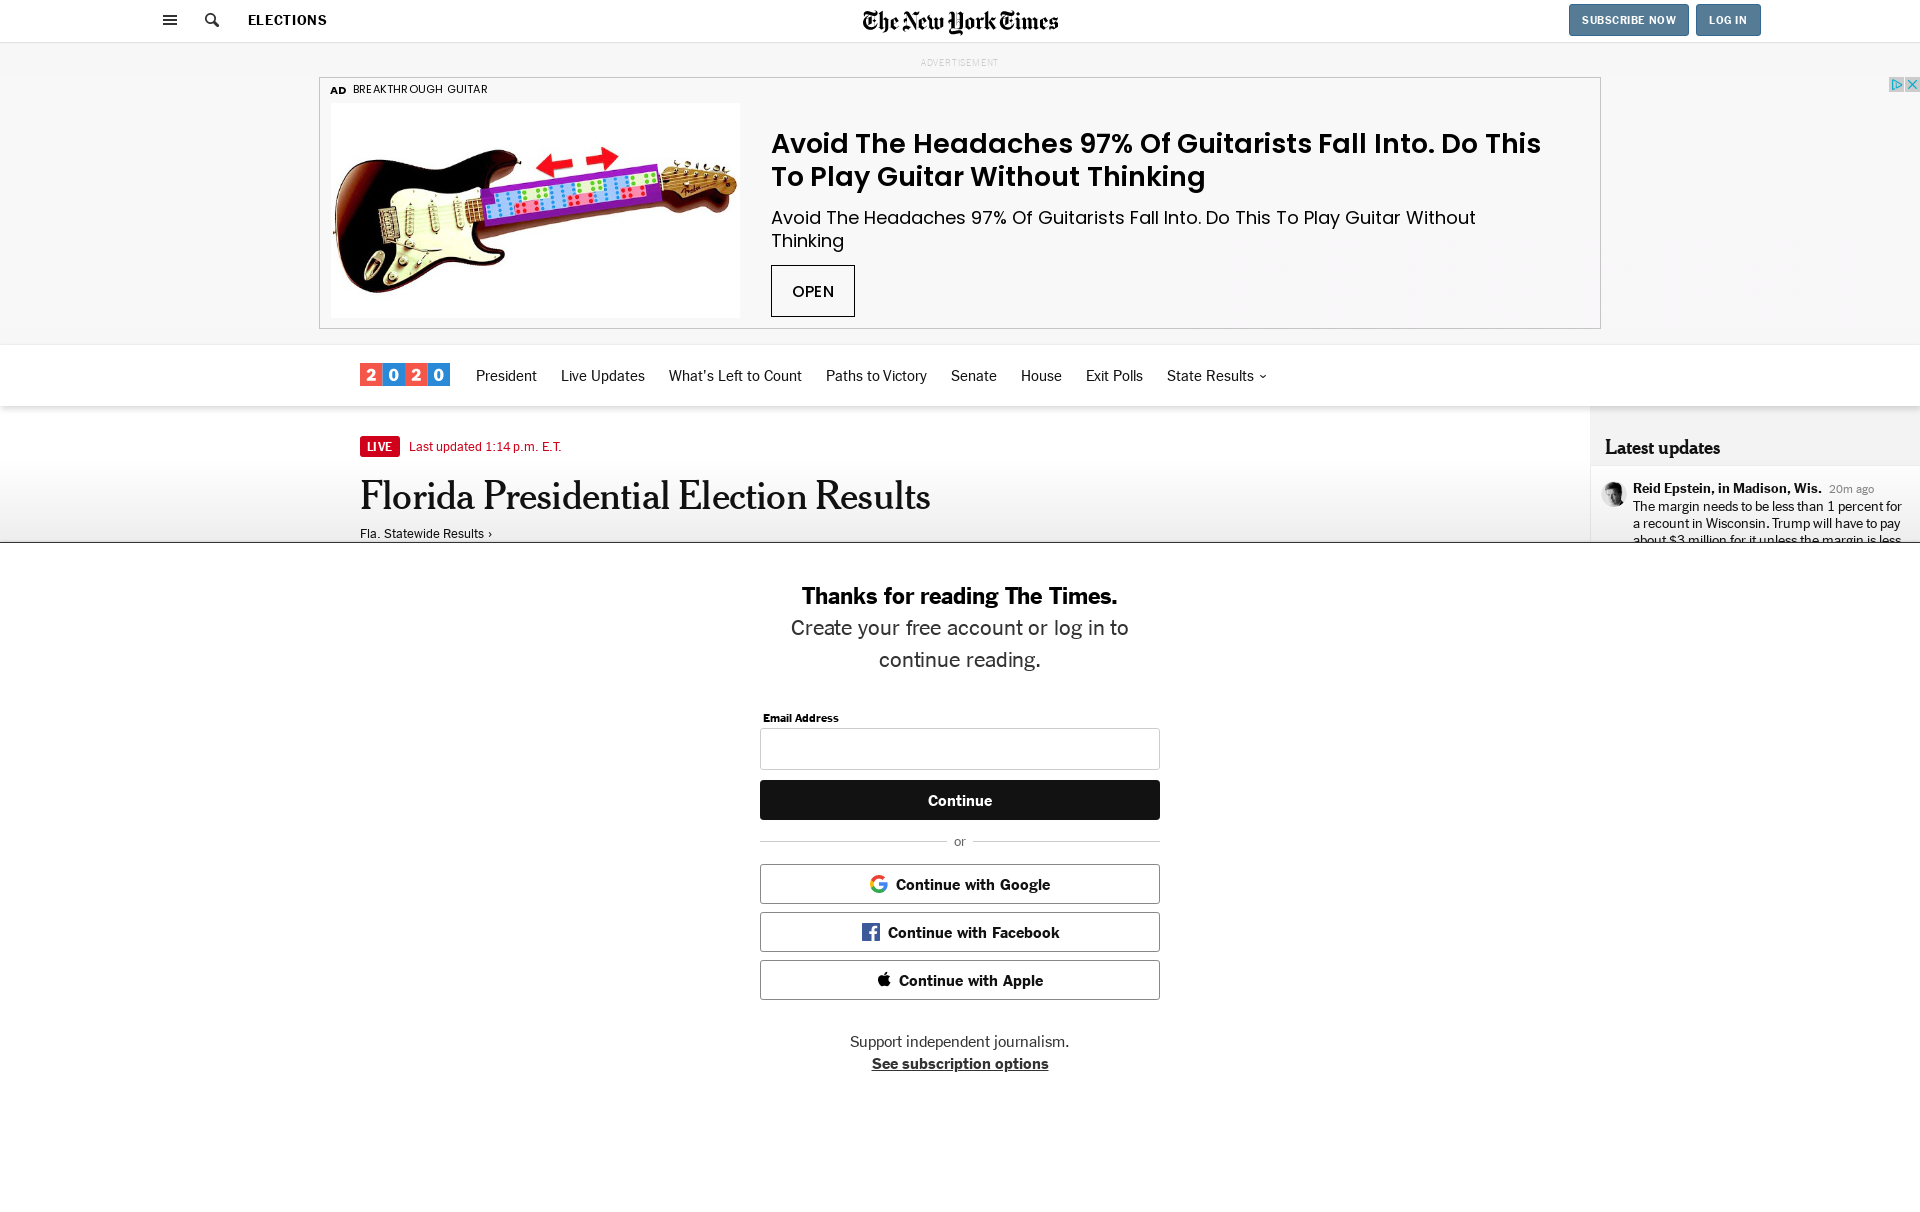 ELECTIONS
The New York Times
SUBSCRIBE NOW
LOG IN
ADVERTISEMENT
AD BREAKTHROUGH GUITAR
Avoid The Headaches 97% Of Guitarists Fall Into. Do This
To Play Guitar Without Thinking
Avoid The Headaches 97% Of Guitarists Fall Into. Do This To Play Guitar Without
Thinking
OPEN
2020 President Live Updates What's Left to Count Paths to Victory Senate House Exit Polls State Results
LIVE Last updated 1:14 p.m. E.T.
Florida Presidential Election Results
Fla. Statewide Results ›
Latest updates
Reid Epstein, in Madison, Wis. 20m ago
The margin needs to be less than 1 percent for
a recount in Wisconsin. Trump will have to pay
about $3 million for it unless the margin is less
Thanks for reading The Times.
Create your free account or log in to
continue reading.
Email Address
Continue
or
Continue with Google
Continue with Facebook
Continue with Apple
Support independent journalism.
See subscription options